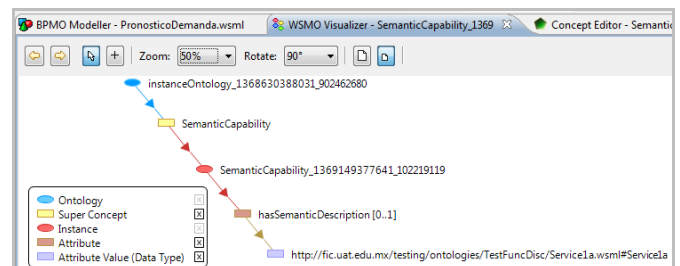 BPMO Modeller - PronosticoDemanda.wsml
WSMO Visualizer - SemanticCapability_1369
Concept Editor - Semantic
Zoom: 50% Rotate: 90°
instanceOntology_1368630388031_902462680
SemanticCapability
SemanticCapability_1369149377641_102219119
hasSemanticDescription [0..1]
http://fic.uat.edu.mx/testing/ontologies/TestFuncDisc/Service1a.wsml#Service1a
Ontology
Super Concept
Instance
Attribute
Attribute Value (Data Type)